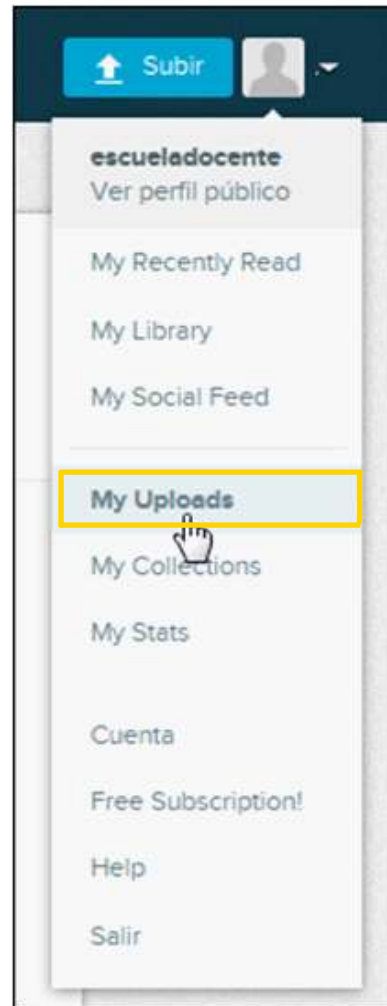 Subir
escueladocente
Ver perfil público
My Recently Read
My Library
My Social Feed
My Uploads
My Collections
My Stats
Cuenta
Free Subscription!
Help
Salir